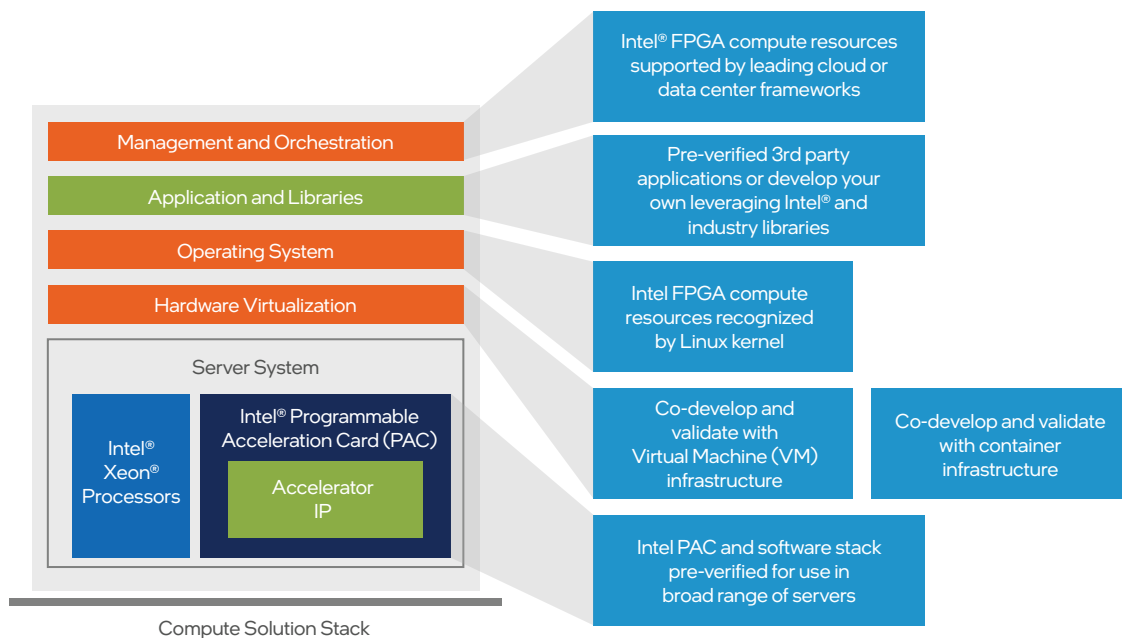 Management and Orchestration
Application and Libraries
Operating System
Hardware Virtualization
Server System
Intel®
Xeon®
Processors
Intel® Programmable
Acceleration Card (PAC)
Accelerator
IP
Compute Solution Stack
Intel® FPGA compute resources
supported by leading cloud or
data center frameworks
Pre-verified 3rd party
applications or develop your
own leveraging Intel® and
industry libraries
Intel FPGA compute
resources recognized
by Linux kernel
Co-develop and
validate with
Virtual Machine (VM)
infrastructure
Co-develop and validate
with container
infrastructure
Intel PAC and software stack
pre-verified for use in
broad range of servers